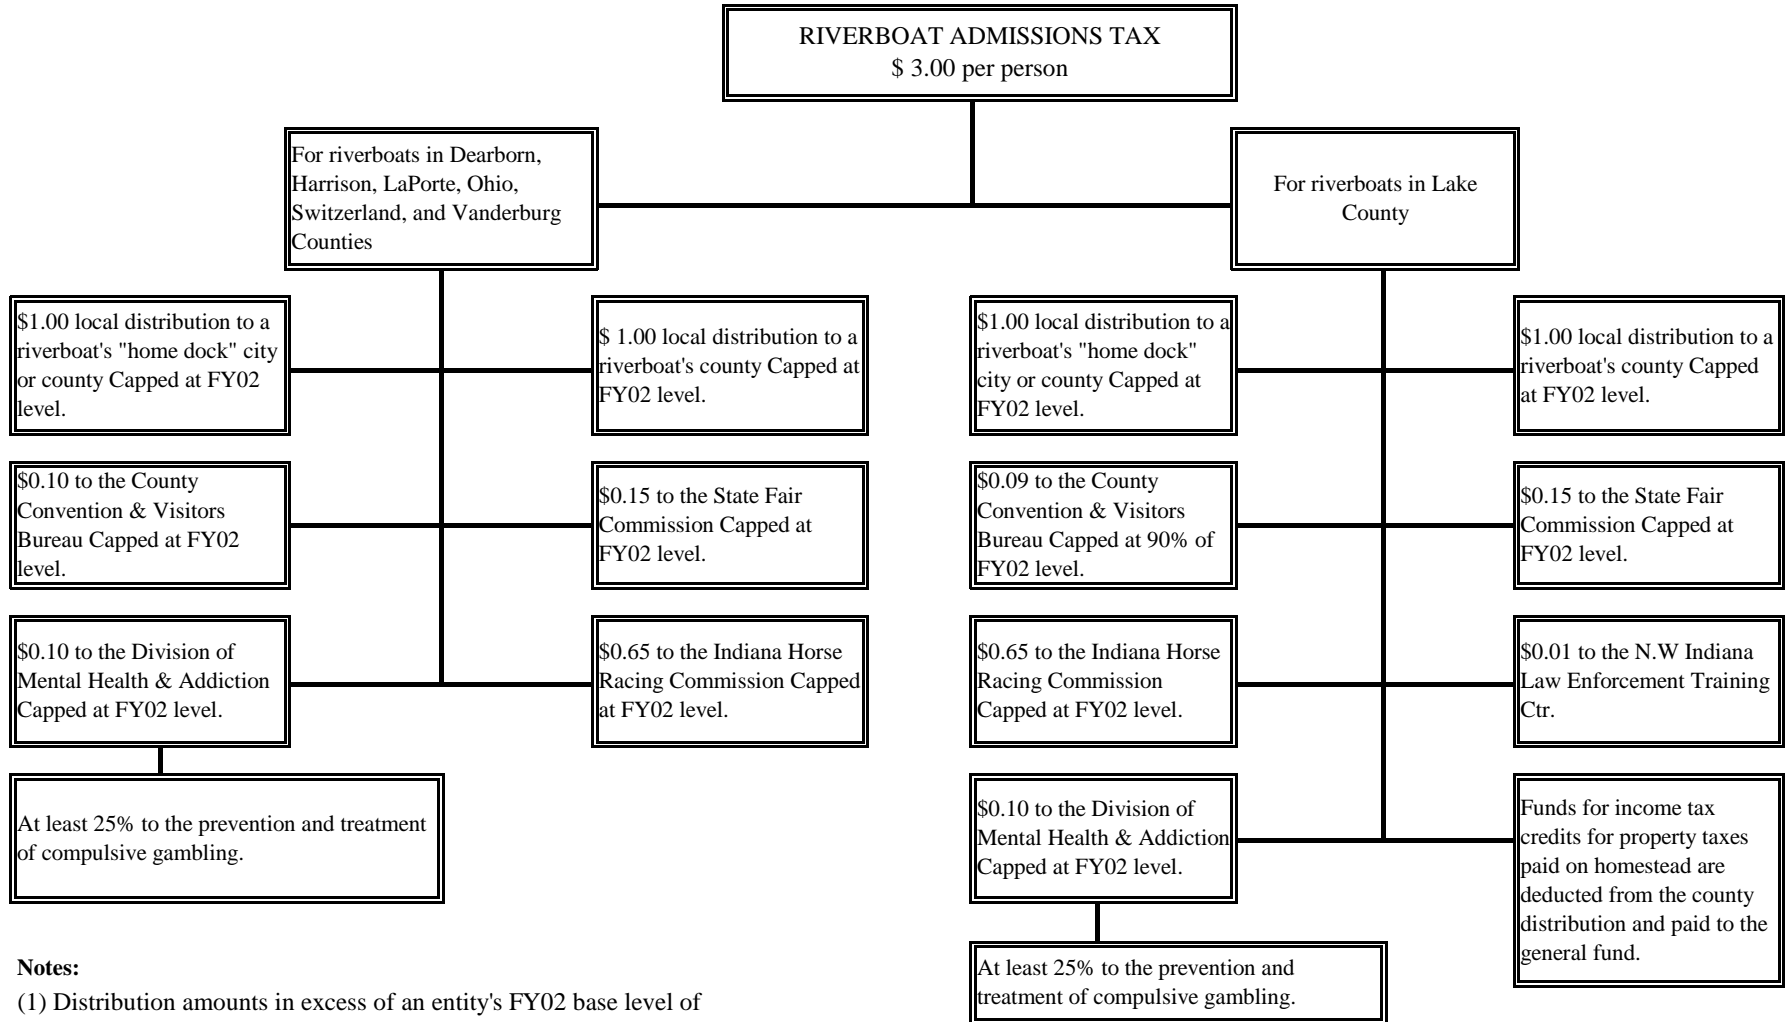 RIVERBOAT ADMISSIONS TAX
$ 3.00 per person
For riverboats in Dearborn,
Harrison, LaPorte, Ohio,
Switzerland, and Vanderburg
Counties
For riverboats in Lake
County
$1.00 local distribution to a
riverboat's "home dock" city
or county Capped at FY02
level.
$ 1.00 local distribution to a
riverboat's county Capped at
FY02 level.
$1.00 local distribution to a
riverboat's "home dock"
city or county Capped at
FY02 level.
$1.00 local distribution to a
riverboat's county Capped
at FY02 level.
$0.10 to the County
Convention & Visitors
Bureau Capped at FY02
level.
$0.15 to the State Fair
Commission Capped at
FY02 level.
$0.09 to the County
Convention & Visitors
Bureau Capped at 90% of
FY02 level.
$0.15 to the State Fair
Commission Capped at
FY02 level.
$0.10 to the Division of
Mental Health & Addiction
Capped at FY02 level.
$0.65 to the Indiana Horse
Racing Commission Capped
at FY02 level.
$0.65 to the Indiana Horse
Racing Commission
Capped at FY02 level.
$0.01 to the N.W Indiana
Law Enforcement Training
Ctr.
At least 25% to the prevention and treatment
of compulsive gambling.
$0.10 to the Division of
Mental Health & Addiction
Capped at FY02 level.
Funds for income tax
credits for property taxes
paid on homestead are
deducted from the county
distribution and paid to the
general fund.
At least 25% to the prevention and
treatment of compulsive gambling.
Notes:
(1) Distribution amounts in excess of an entity's FY02 base level of